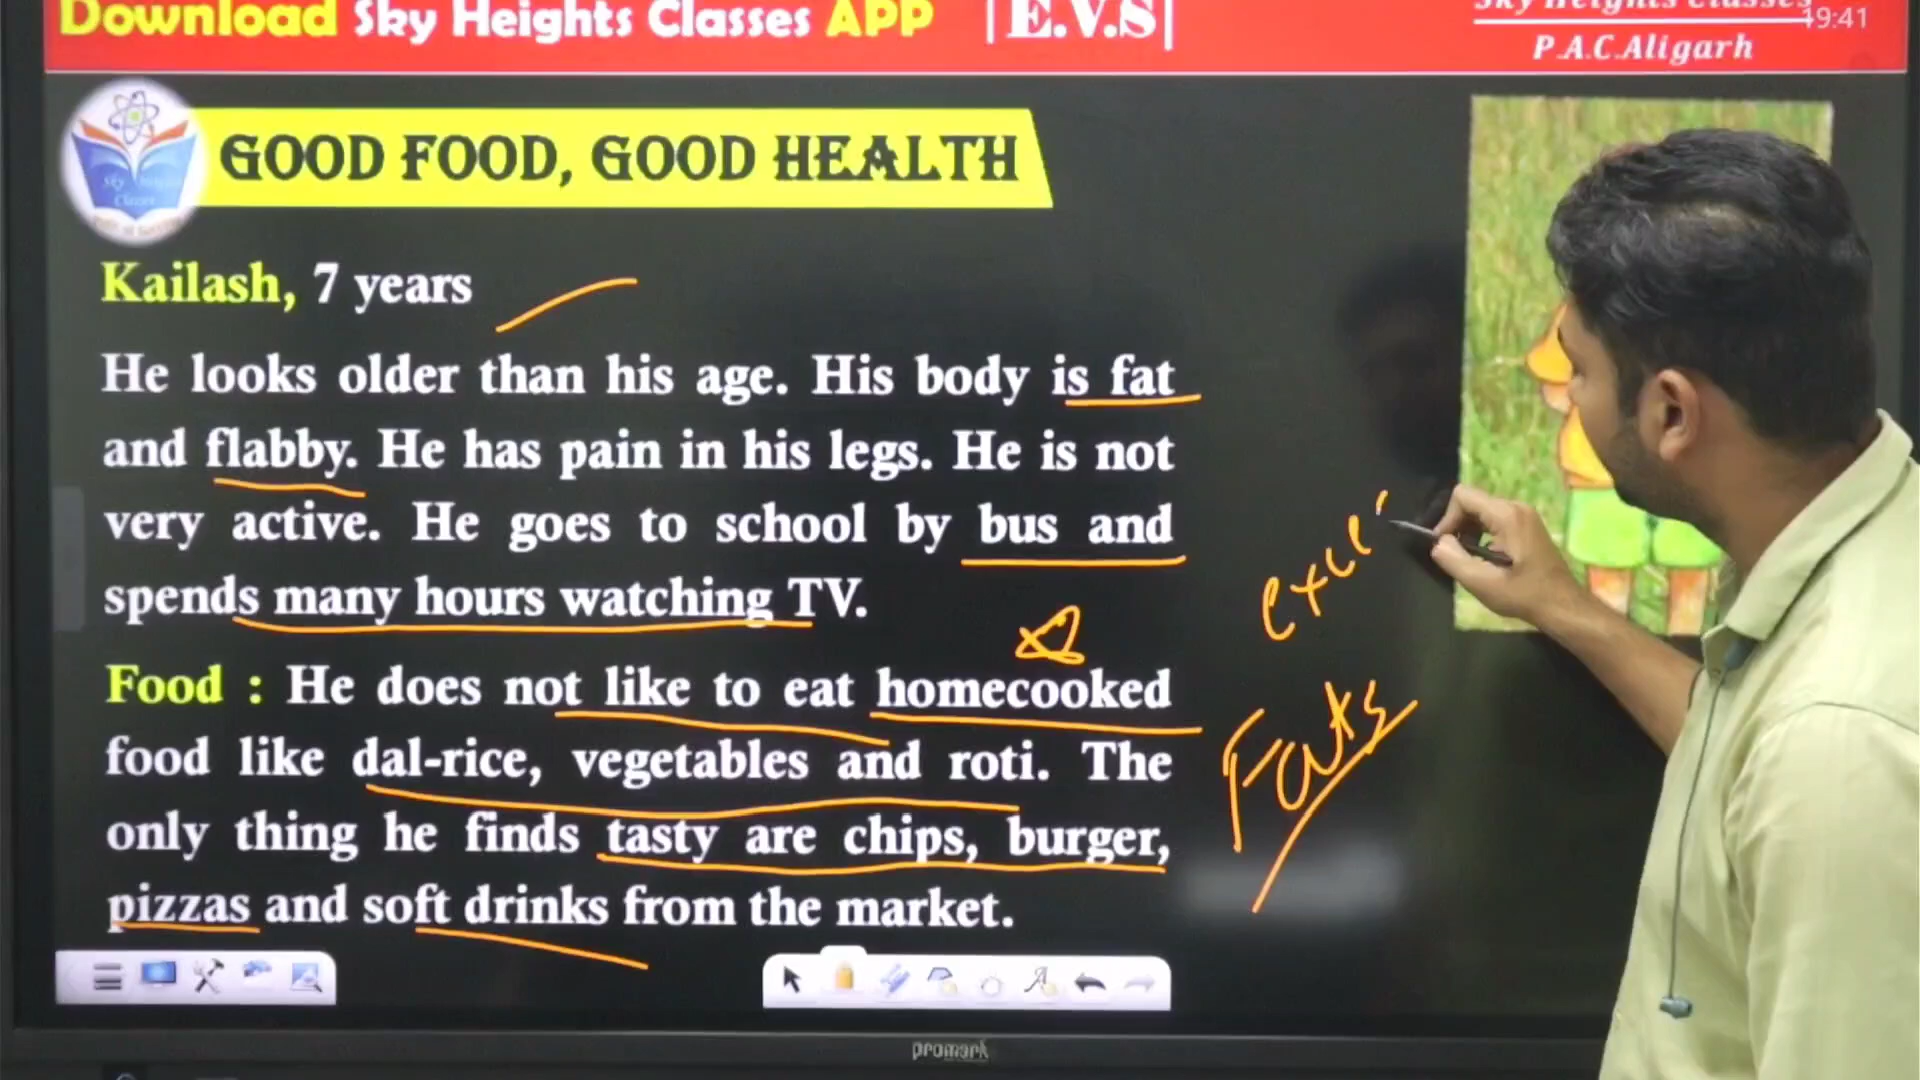 Download Sky Heights Classes APP |E.V.S|
Sky Heights Classes
19:41
P.A.C.Aligarh
GOOD FOOD, GOOD HEALTH
Kailash, 7 years
He looks older than his age. His body is fat
and flabby. He has pain in his legs. He is not
very active. He goes to school by bus and
spends many hours watching TV.
Food : He does not like to eat homecooked
food like dal-rice, vegetables and roti. The
only thing he finds tasty are chips, burger,
pizzas and soft drinks from the market.
Fats
promark